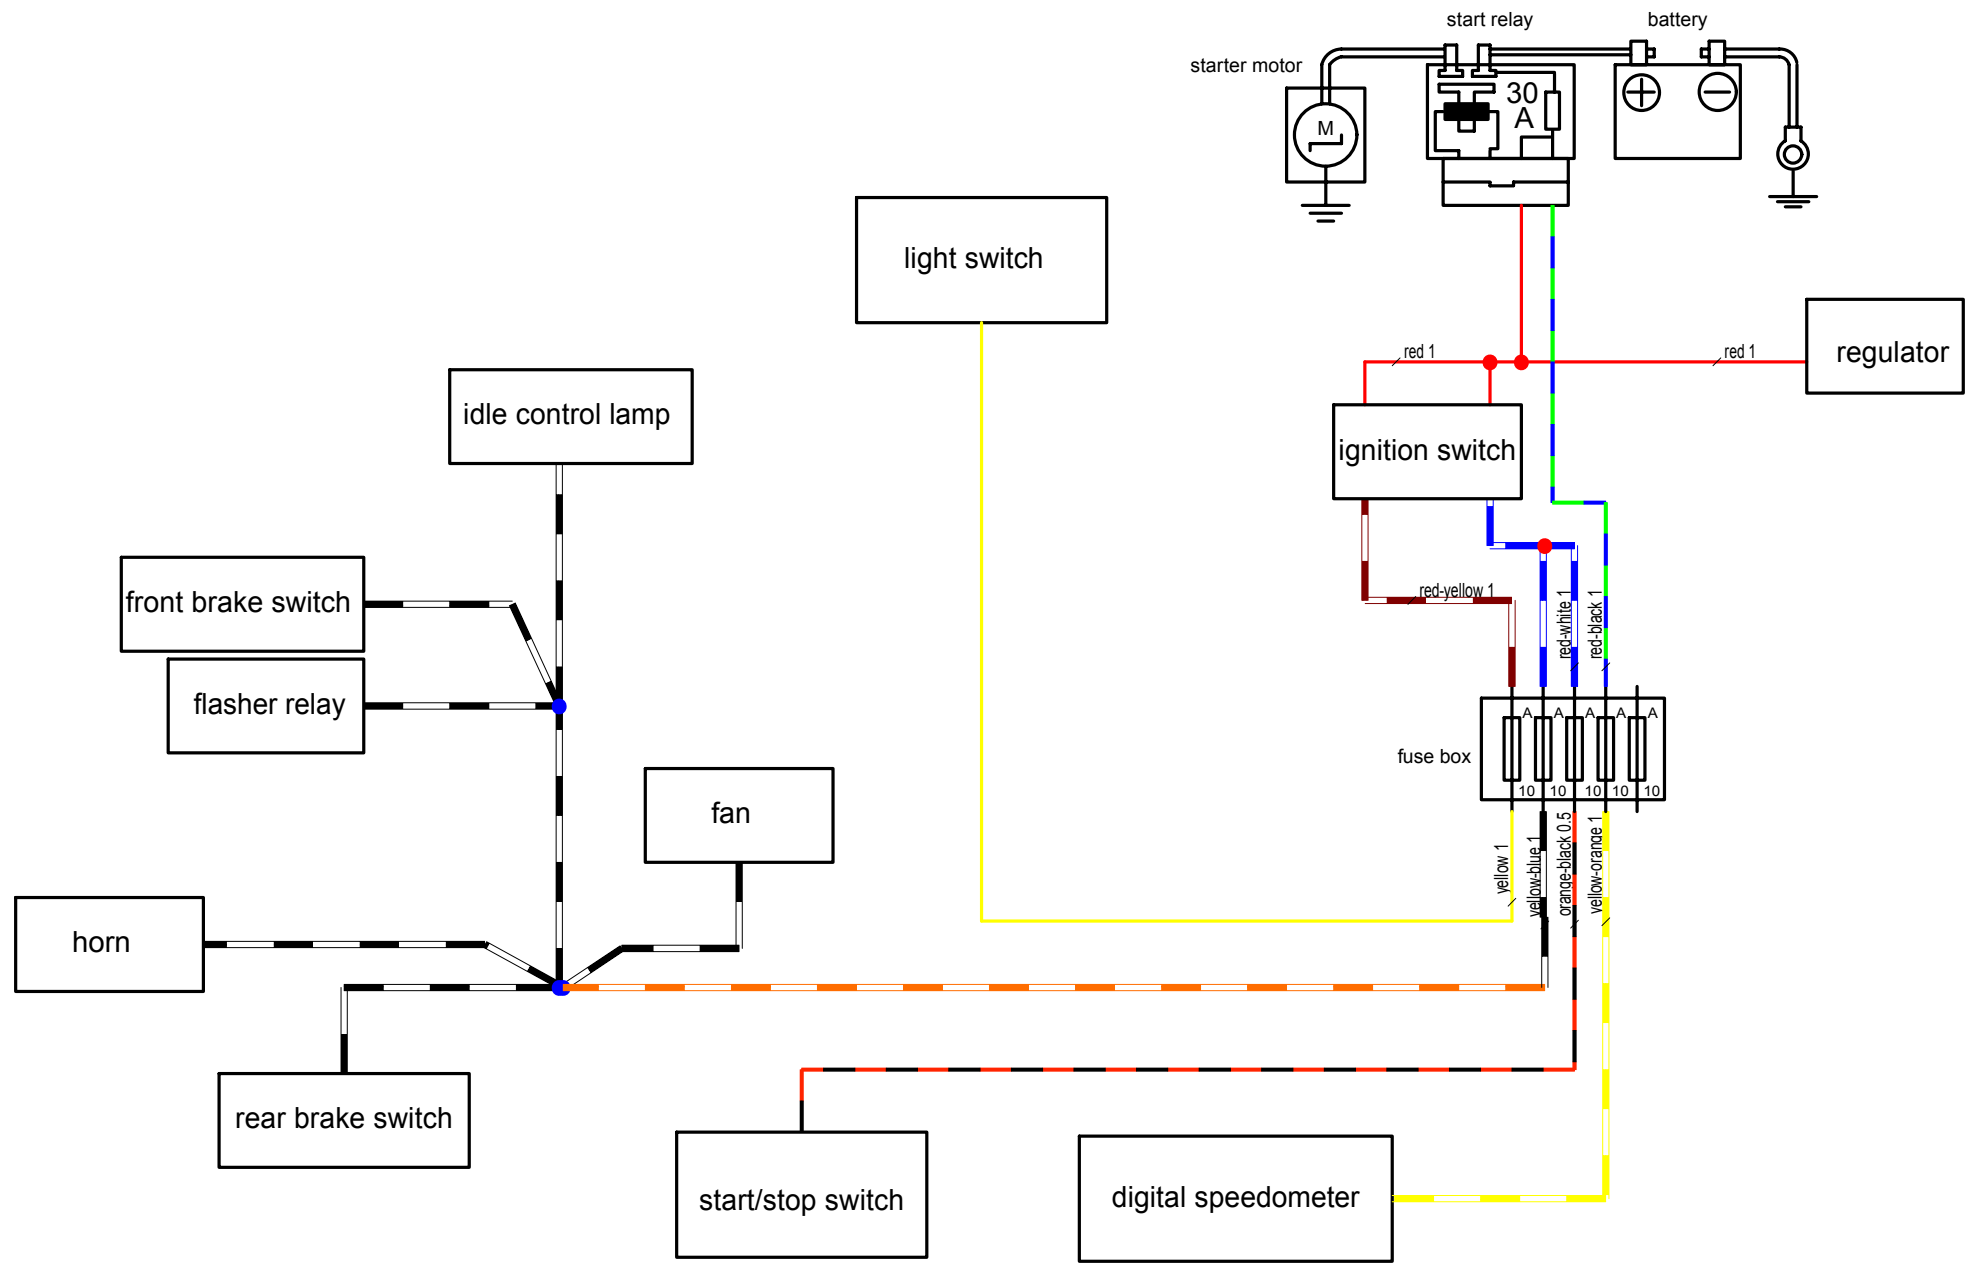 start relay
battery
starter motor
30
A
M
light switch
red 1
red 1
regulator
idle control lamp
ignition switch
front brake switch
red-yellow 1
red-white 1
red-black 1
flasher relay
A
A
A
A
A
fuse box
10
10
10
10
10
fan
yellow 1
yellow-blue 1
orange-black 0.5
yellow-orange 1
horn
rear brake switch
start/stop switch
digital speedometer